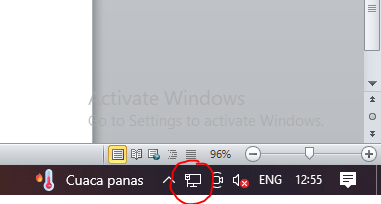 Activate Windows
Go to Settings to activate Windows.
96%
Cuaca panas
ENG
12:55